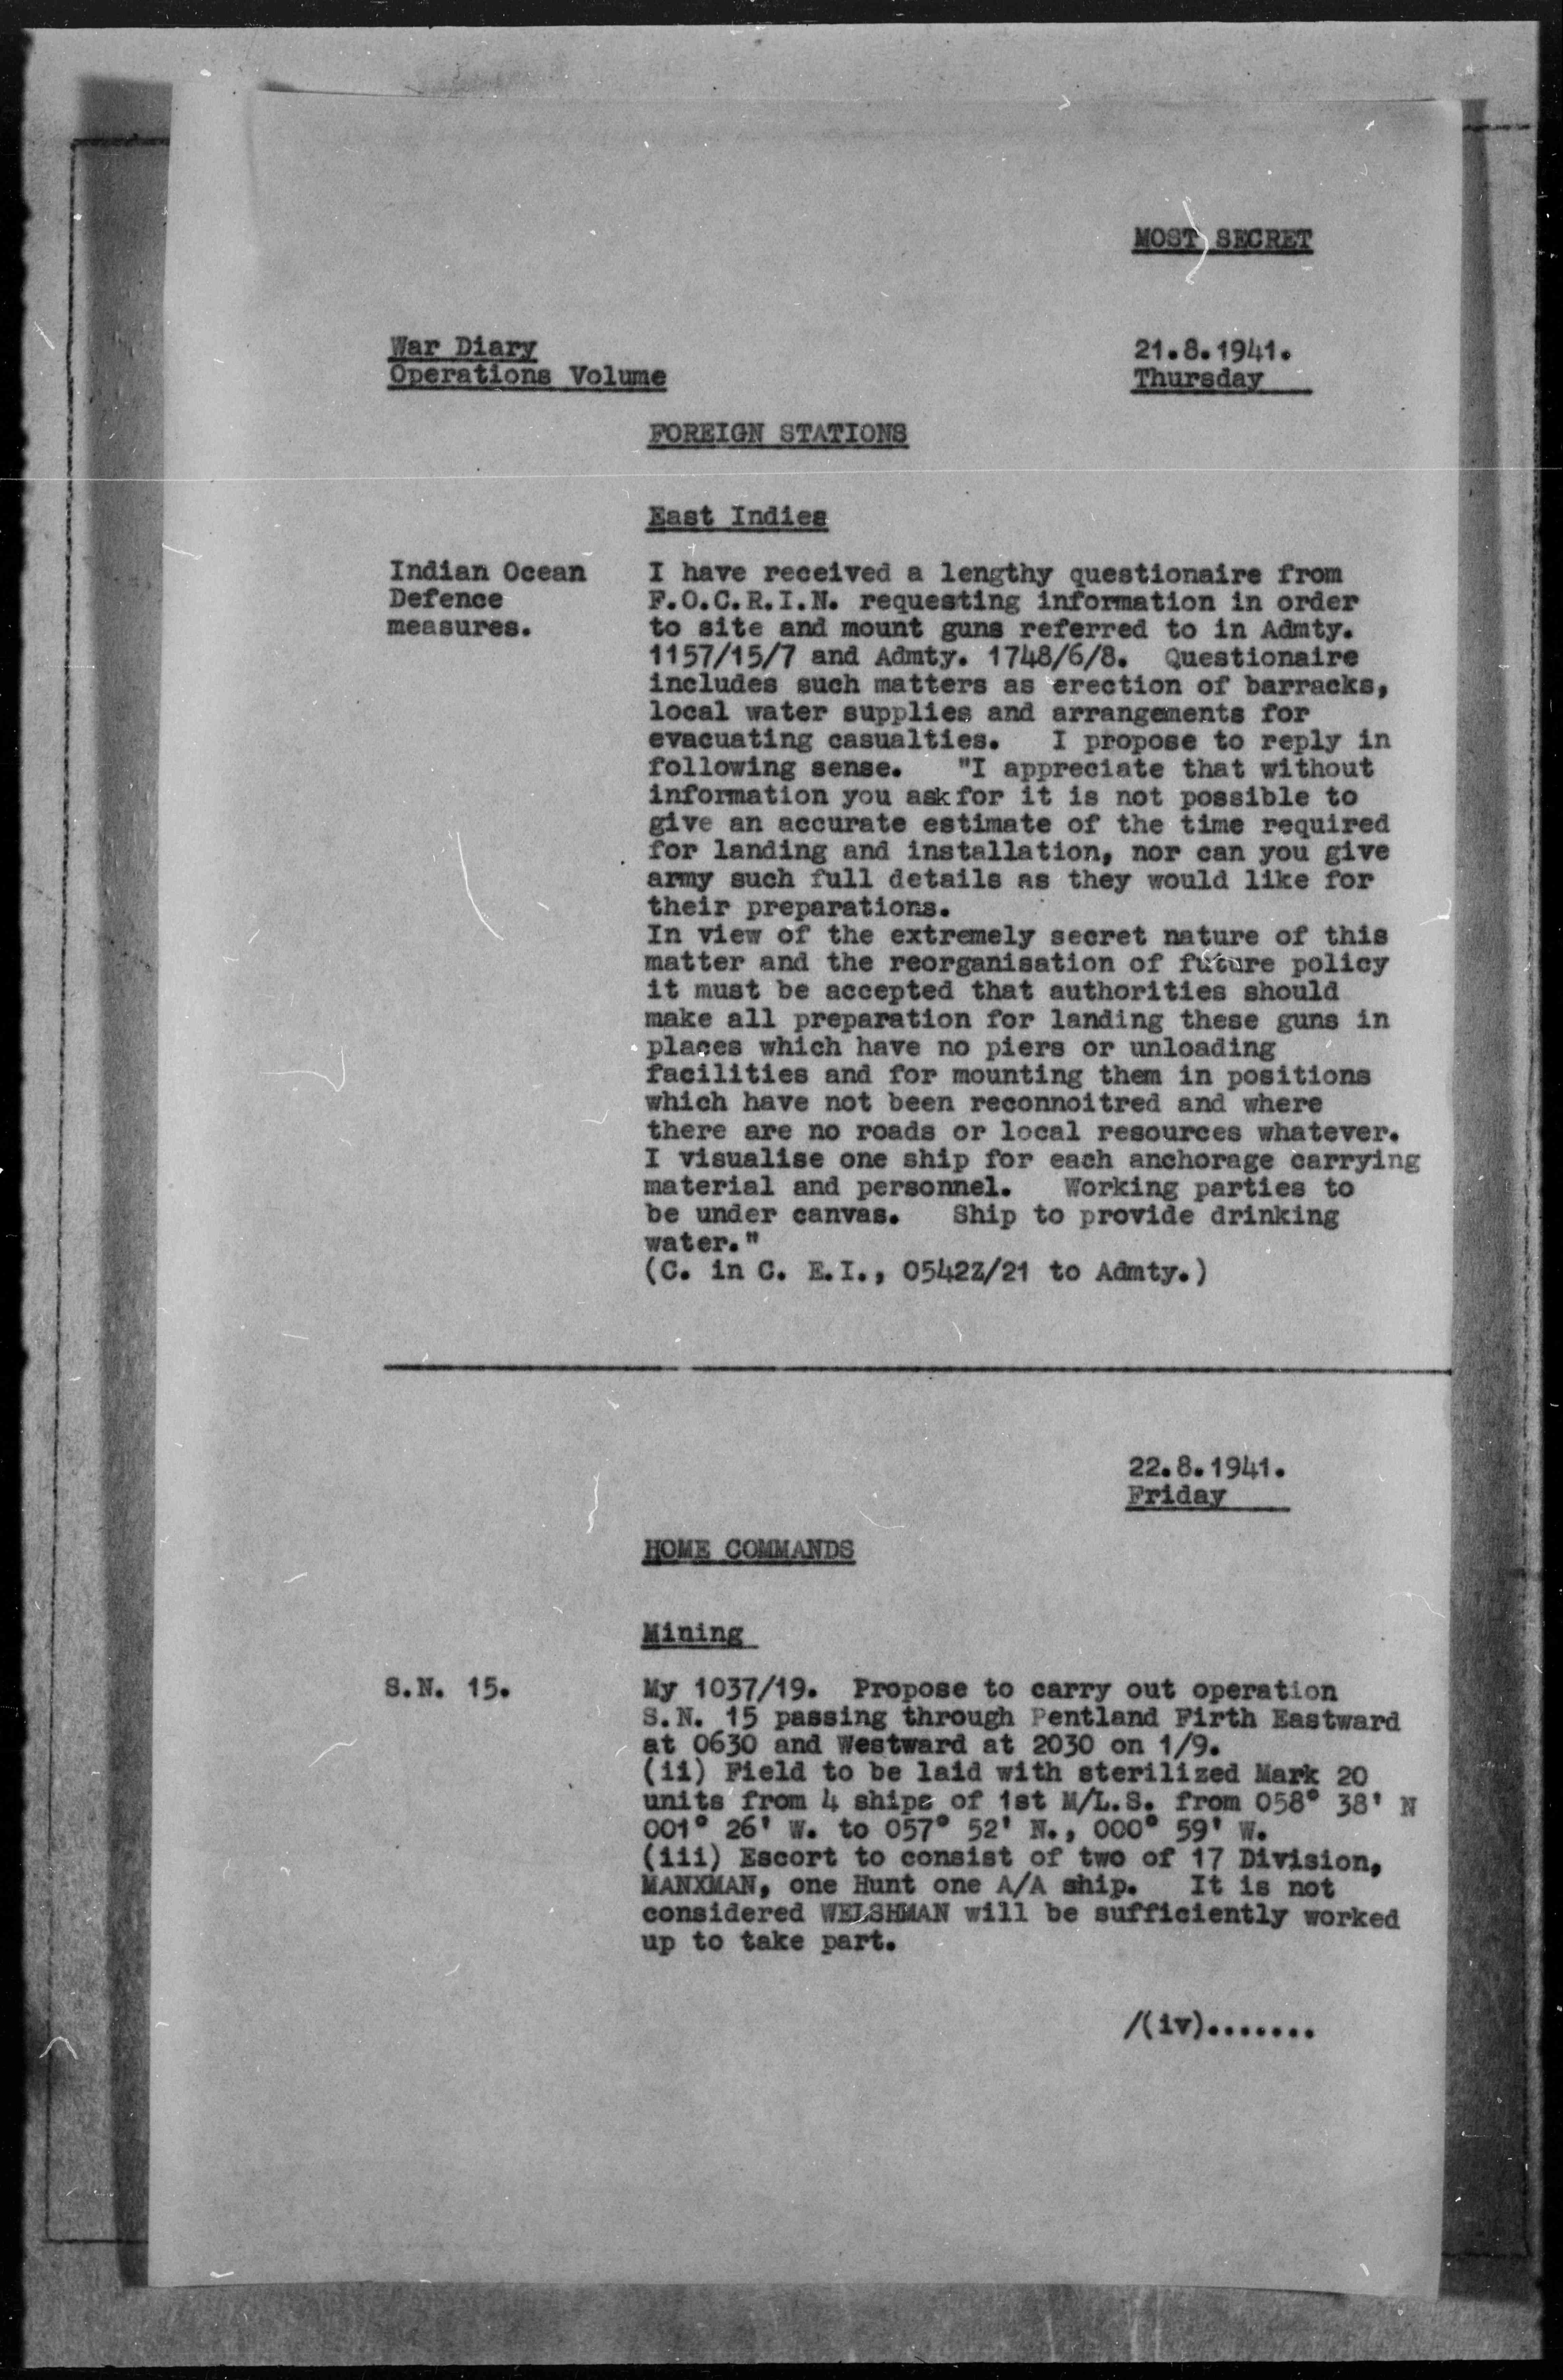 MOST SECRET
War Diary
Operations Volume
21.8.1941.
Thursday
FOREIGN STATIONS
East Indies
Indian Ocean
Defence
measures.
I have received a lengthy questionaire from
F.O.C.R.I.N. requesting information in order
to site and mount guns referred to in Admty.
1157/15/7 and Admty. 1748/6/8. Questionaire
includes such matters as erection of barracks,
local water supplies and arrangements for
evacuating casualties. I propose to reply in
following sense. "I appreciate that without
information you ask for it is not possible to
give an accurate estimate of the time required
for landing and installation, nor can you give
army such full details as they would like for
their preparations.
In view of the extremely secret nature of this
matter and the reorganisation of future policy
it must be accepted that authorities should
make all preparation for landing these guns in
places which have no piers or unloading
facilities and for mounting them in positions
which have not been reconnoitred and where
there are no roads or local resources whatever.
I visualise one ship for each anchorage carrying
material and personnel. Working parties to
be under canvas. Ship to provide drinking
water."
(C. in C. E.I., 0542Z/21 to Admty.)
22.8.1941.
Friday
HOME COMMANDS
Mining
S.N. 15.
My 1037/19. Propose to carry out operation
S.N. 15 passing through Pentland Firth Eastward
at 0630 and Westward at 2030 on 1/9.
(ii) Field to be laid with sterilized Mark 20
units from 4 ships of 1st M/L.S. from 058° 38' N
001° 26' W. to 057° 52' N., 000° 59' W.
(iii) Escort to consist of two of 17 Division,
MANXMAN, one Hunt one A/A ship. It is not
considered WELSHMAN will be sufficiently worked
up to take part.
/(iv).......